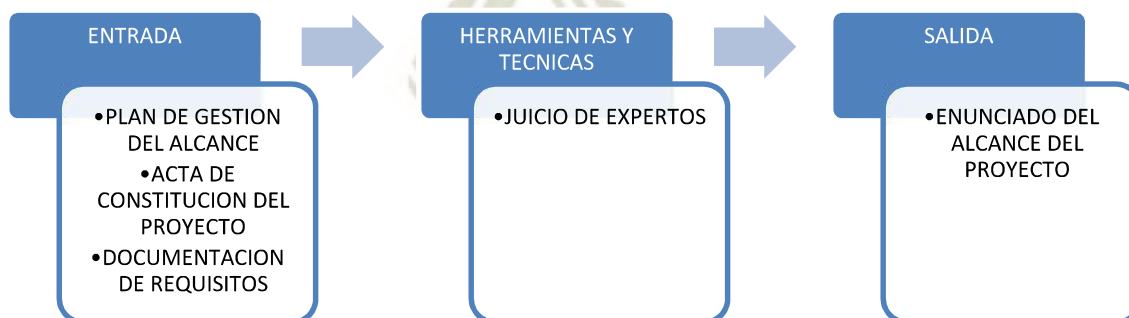 ENTRADA
•PLAN DE GESTION
DEL ALCANCE
•ACTA DE
CONSTITUCION DEL
PROYECTO
•DOCUMENTACION
DE REQUISITOS
HERRAMIENTAS Y
TECNICAS
•JUICIO DE EXPERTOS
SALIDA
•ENUNCIADO DEL
ALCANCE DEL
PROYECTO